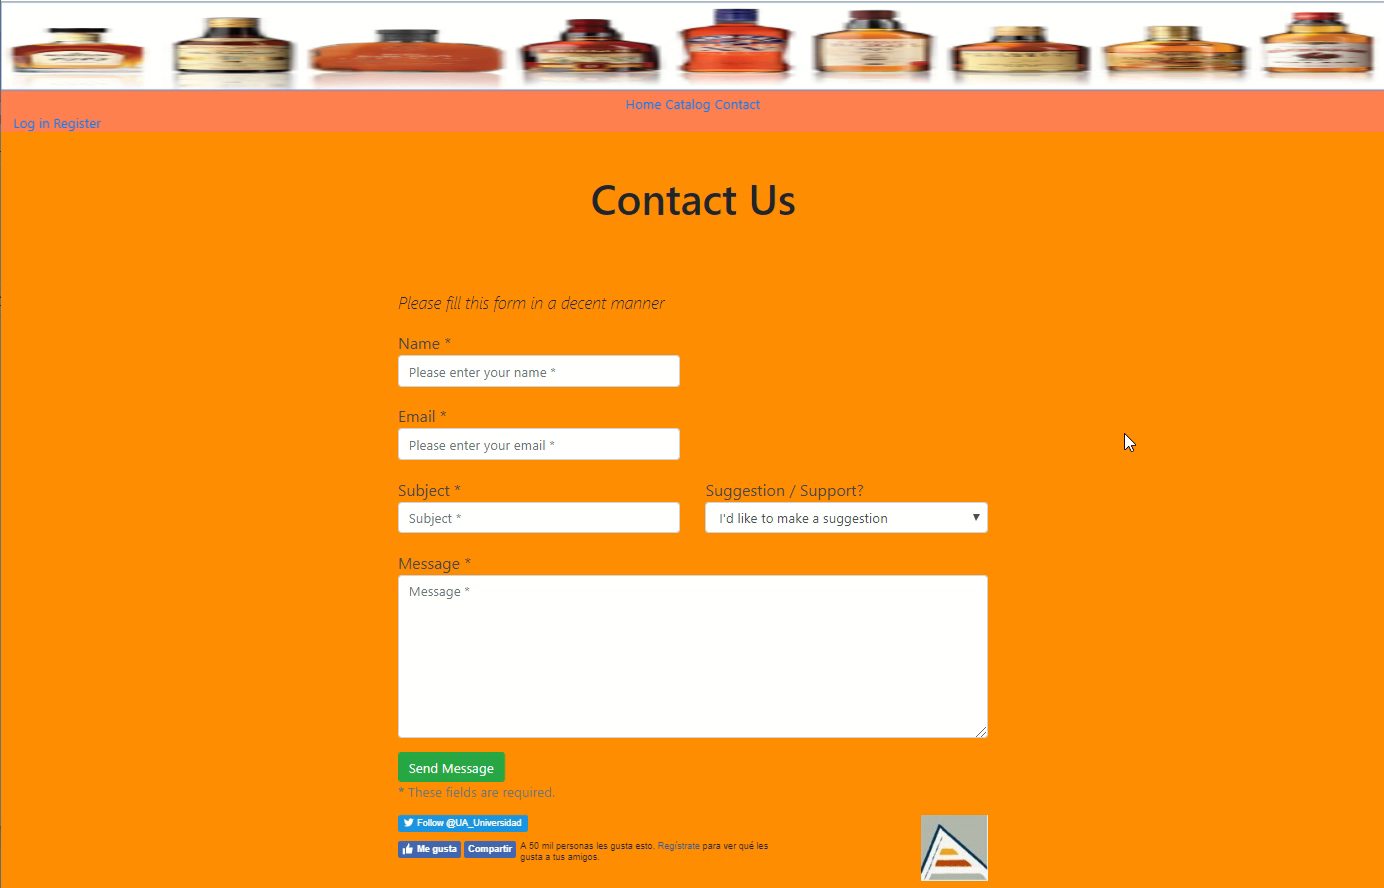 Home Catalog Contact
Log in Register
Contact Us
Please fill this form in a decent manner
Name *
Please enter your name *
Email *
Please enter your email *
Subject *
Suggestion / Support?
Subject *
I'd like to make a suggestion
Message *
Message *
Send Message
* These fields are required.
Follow @UA_Universidad
Me gusta Compartir A 50 mil personas les gusta esto. Regístrate para ver qué les
gusta a tus amigos.